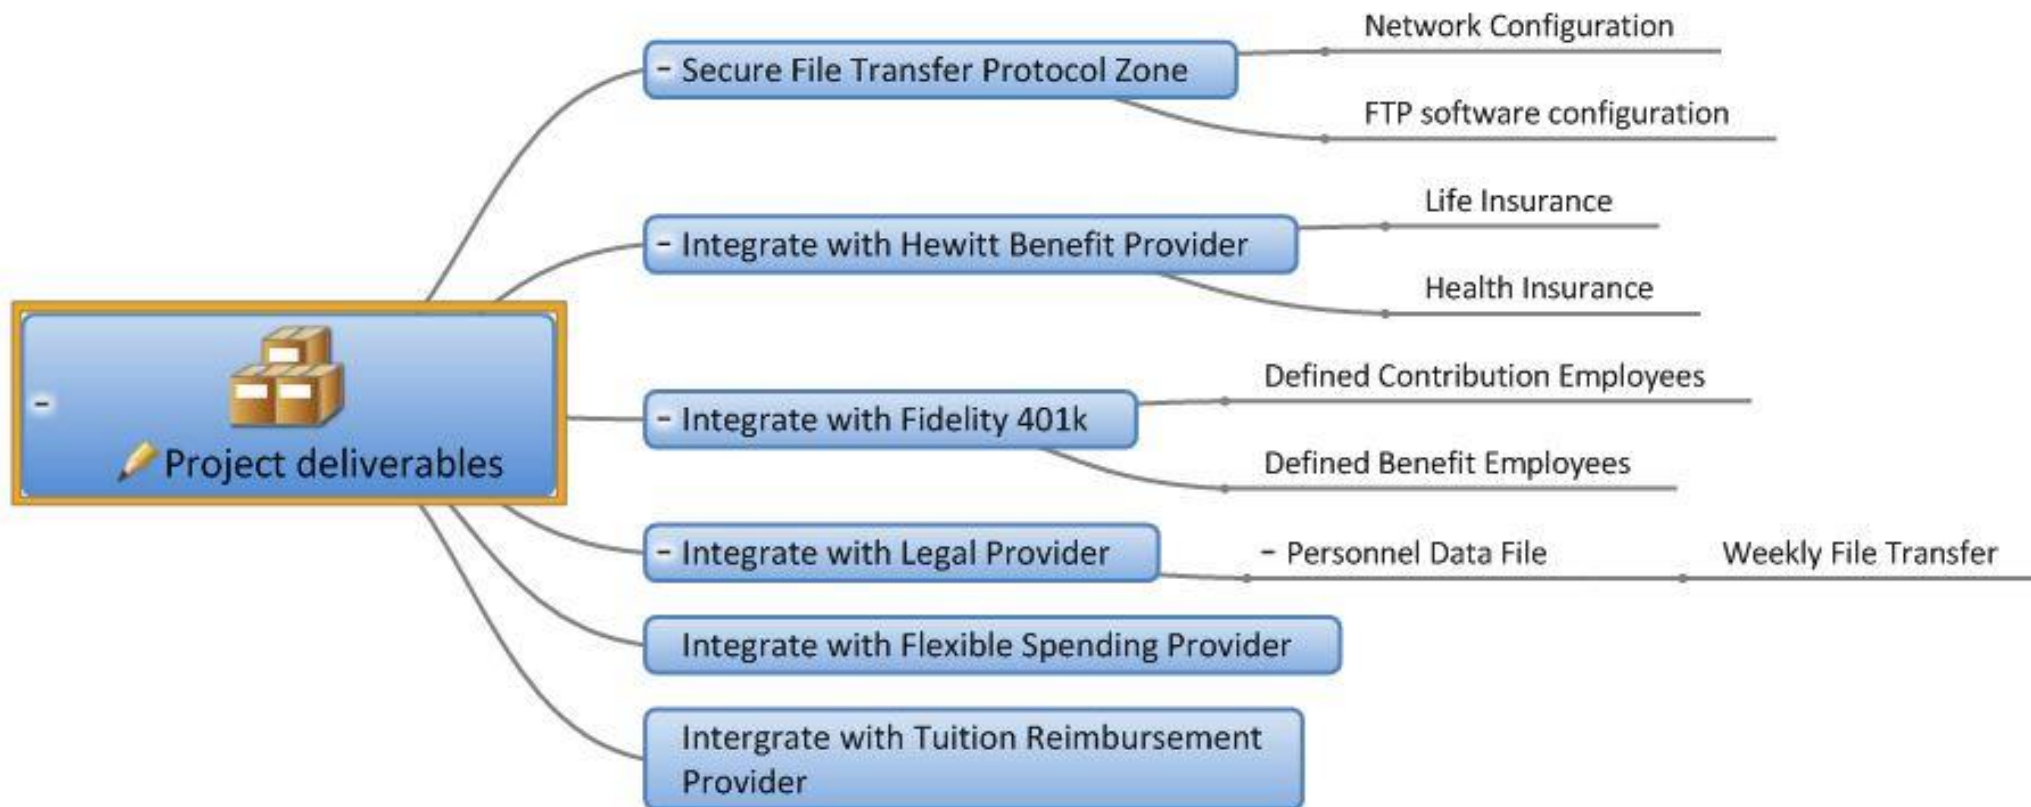 Network Configuration
- Secure File Transfer Protocol Zone
FTP software configuration
Life Insurance
- Integrate with Hewitt Benefit Provider
Health Insurance
Defined Contribution Employees
- Integrate with Fidelity 401k
Defined Benefit Employees
- Project deliverables
- Integrate with Legal Provider
- Personnel Data File
Weekly File Transfer
Integrate with Flexible Spending Provider
Intergrate with Tuition Reimbursement
Provider